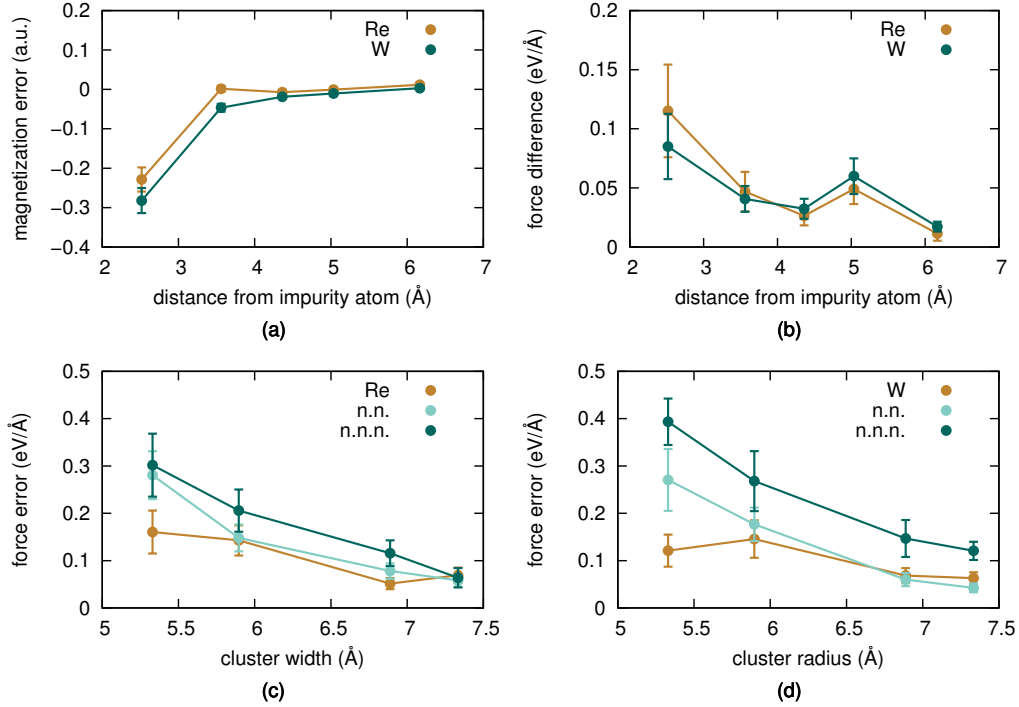 magnetization error (a.u.)
0.2
0.1
0
−0.1
−0.2
−0.3
−0.4
Re
W
2 3 4 5 6 7
distance from impurity atom (Å)
(a)
force difference (eV/Å)
0.2
0.15
0.1
0.05
0
Re
W
2 3 4 5 6 7
distance from impurity atom (Å)
(b)
force error (eV/Å)
0.5
0.4
0.3
0.2
0.1
0
Re
n.n.
n.n.n.
5 5.5 6 6.5 7 7.5
cluster width (Å)
(c)
force error (eV/Å)
0.5
0.4
0.3
0.2
0.1
0
W
n.n.
n.n.n.
5 5.5 6 6.5 7 7.5
cluster radius (Å)
(d)